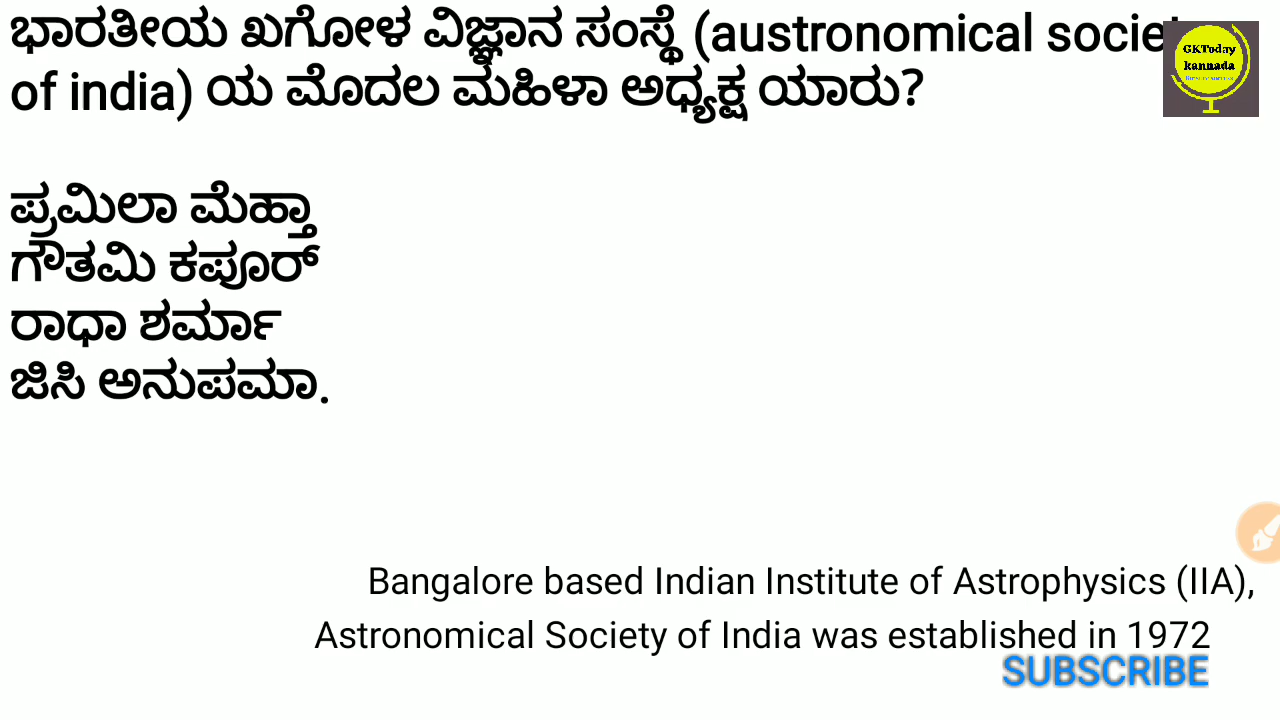 ಭಾರತೀಯ ಖಗೋಳ ವಿಜ್ಞಾನ ಸಂಸ್ಥೆ (austronomical
of india) ಯ ಮೊದಲ ಮಹಿಳಾ ಅಧ್ಯಕ್ಷ ಯಾರು?
GKToday
kannada
ಪ್ರಮಿಲಾ ಮೆಹ್ತಾ
ಗೌತಮಿ ಕಪೂರ್
ರಾಧಾ ಶರ್ಮಾ
ಜಿಸಿ ಅನುಪಮಾ.
Bangalore based Indian Institute of Astrophysics (IIA),
Astronomical Society of India was established in 1972
SUBSCRIBE